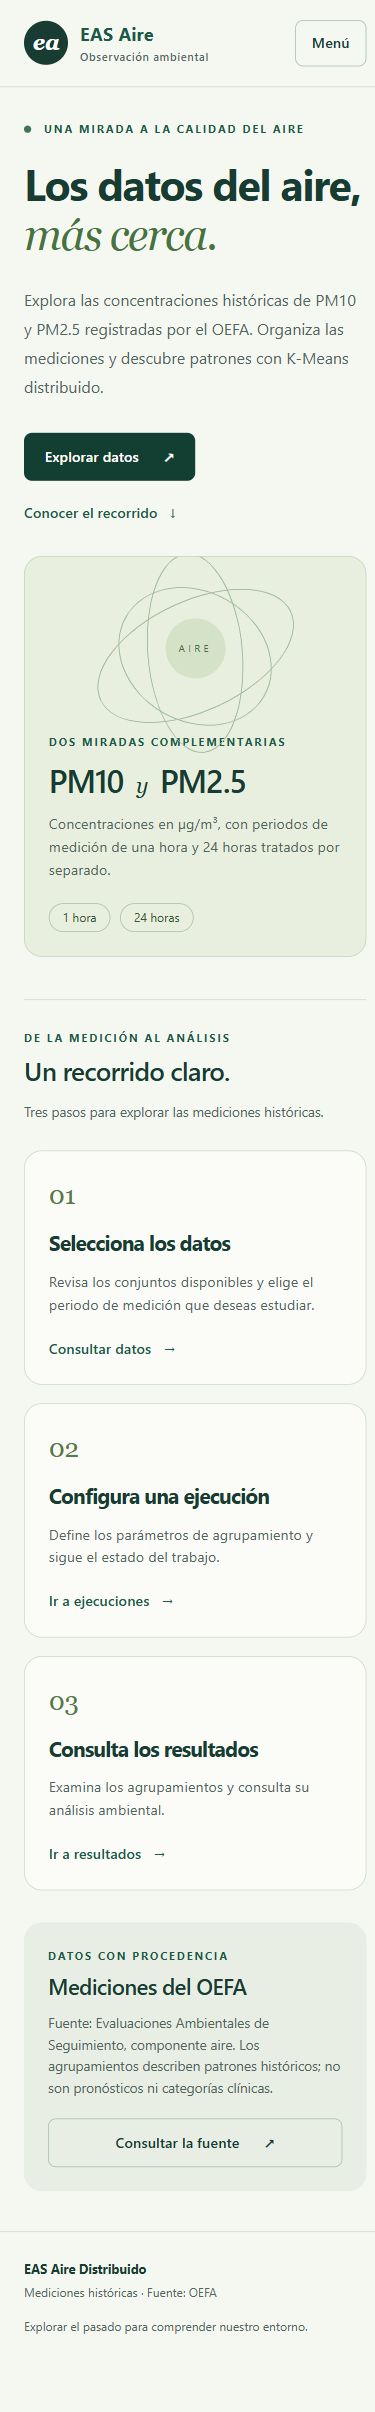 ea
EAS Aire
Observación ambiental
Menú
UNA MIRADA A LA CALIDAD DEL AIRE
Los datos del aire,
más cerca.
Explora las concentraciones históricas de PM10
y PM2.5 registradas por el OEFA. Organiza las
mediciones y descubre patrones con K-Means
distribuido.
Explorar datos ↗
Conocer el recorrido ↓
AIRE
DOS MIRADAS COMPLEMENTARIAS
PM10 y PM2.5
Concentraciones en µg/m³, con periodos de
medición de una hora y 24 horas tratados por
separado.
1 hora
24 horas
DE LA MEDICIÓN AL ANÁLISIS
Un recorrido claro.
Tres pasos para explorar las mediciones históricas.
01
Selecciona los datos
Revisa los conjuntos disponibles y elige el
periodo de medición que deseas estudiar.
Consultar datos →
02
Configura una ejecución
Define los parámetros de agrupamiento y
sigue el estado del trabajo.
Ir a ejecuciones →
03
Consulta los resultados
Examina los agrupamientos y consulta su
análisis ambiental.
Ir a resultados →
DATOS CON PROCEDENCIA
Mediciones del OEFA
Fuente: Evaluaciones Ambientales de
Seguimiento, componente aire. Los
agrupamientos describen patrones históricos; no
son pronósticos ni categorías clínicas.
Consultar la fuente ↗
EAS Aire Distribuido
Mediciones históricas · Fuente: OEFA
Explorar el pasado para comprender nuestro entorno.